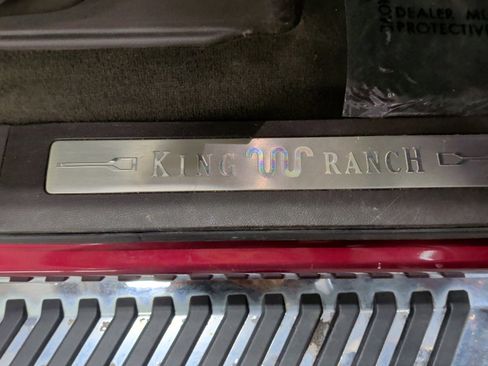 DEALER
PROTECTIVE
KING RANCH